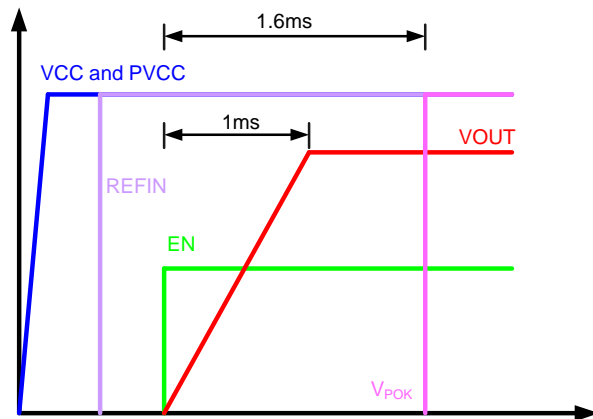 1.6ms
VCC and PVCC
1ms
VOUT
REFIN
EN
VPOK